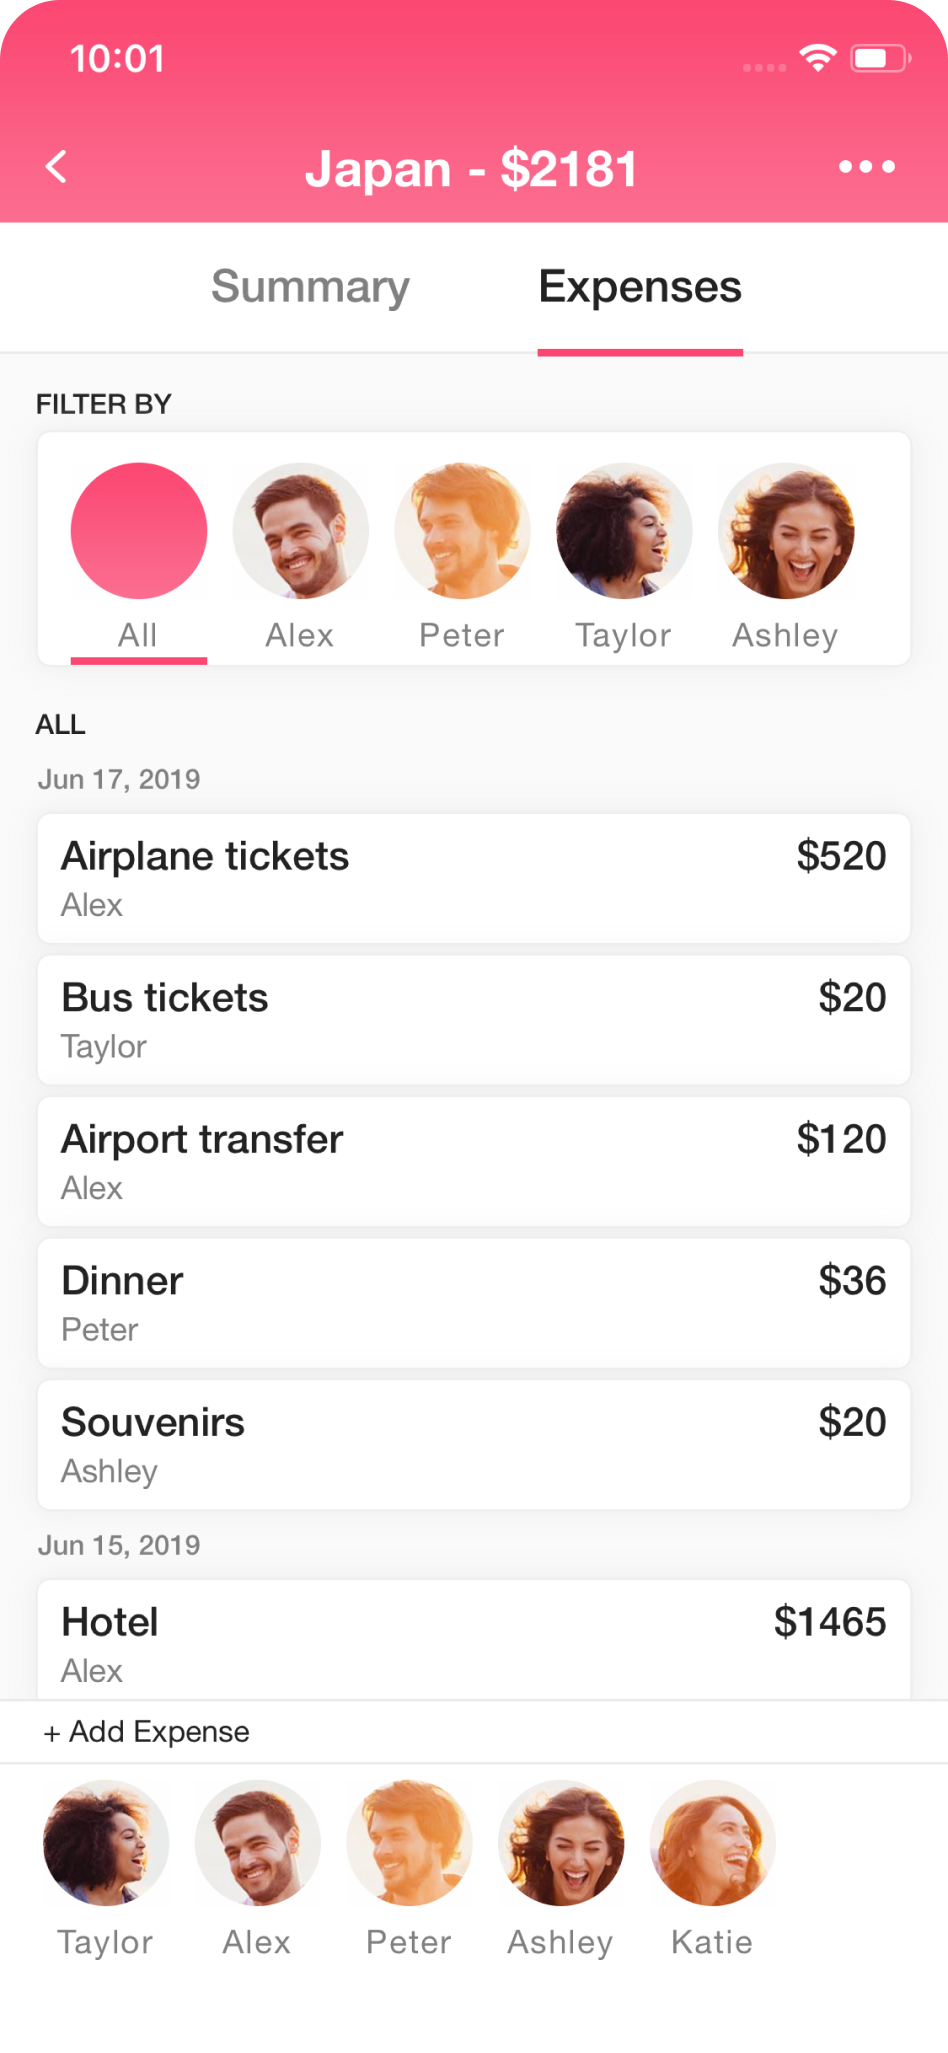 10:01
Japan - $2181
Summary Expenses
FILTER BY
All Alex Peter Taylor Ashley
ALL
Jun 17, 2019
Airplane tickets $520
Alex
Bus tickets $20
Taylor
Airport transfer $120
Alex
Dinner $36
Peter
Souvenirs $20
Ashley
Jun 15, 2019
Hotel $1465
Alex
+ Add Expense
Taylor Alex Peter Ashley Katie